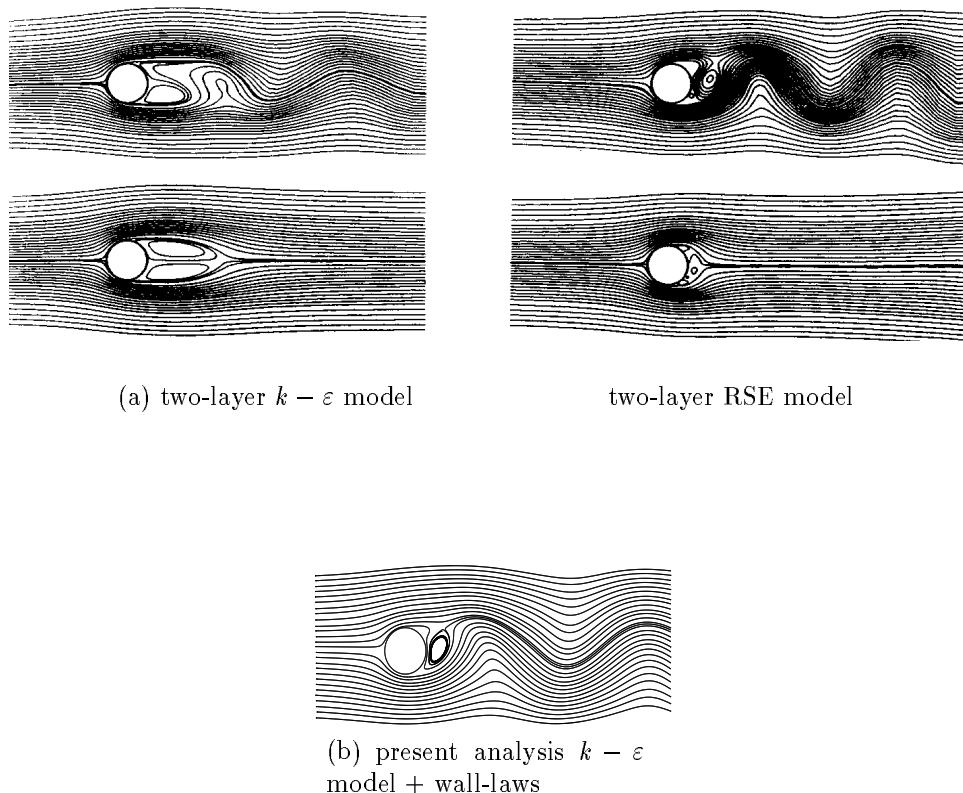 (a) two-layer k − ε model
two-layer RSE model
(b) present analysis k − ε
model + wall-laws